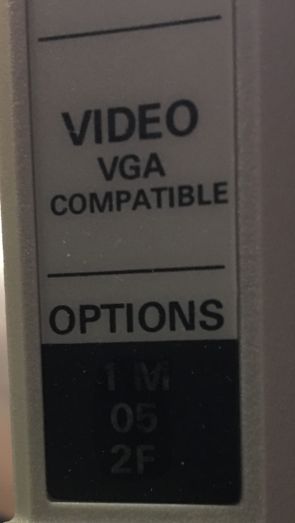 VIDEO
VGA
COMPATIBLE
OPTIONS
1 M
05
2F